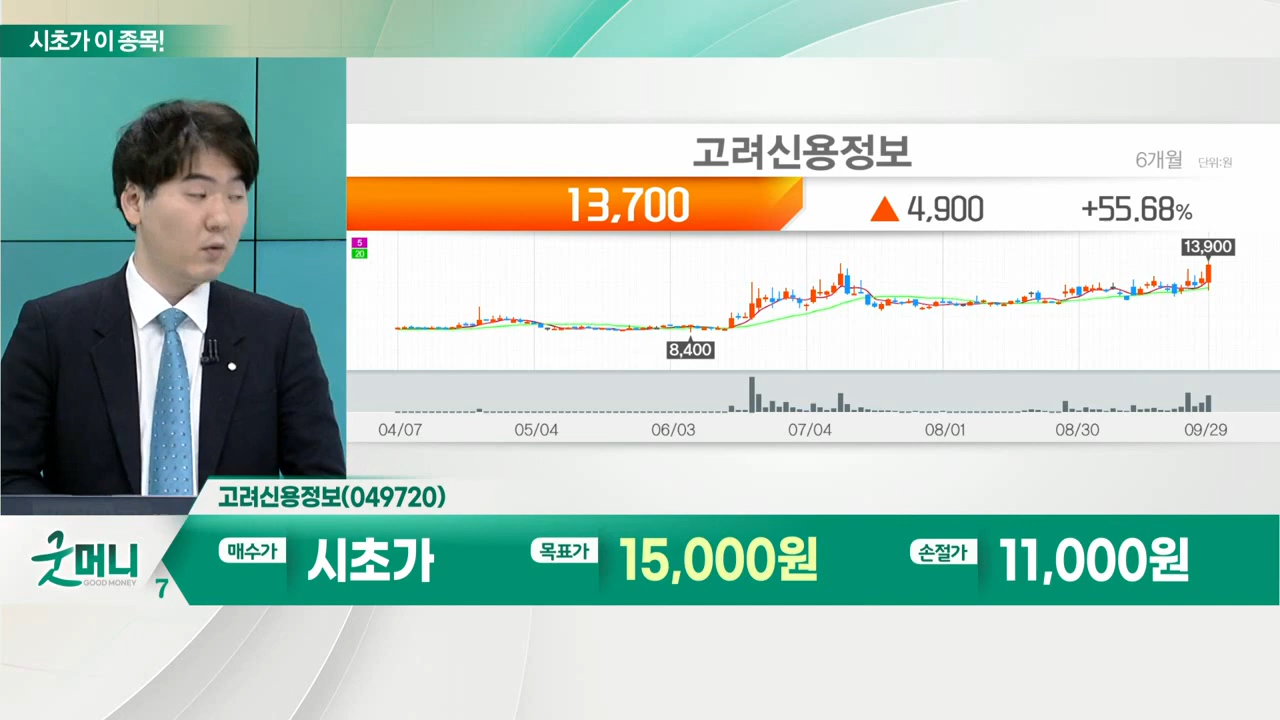 시초가 이 종목!
고려신용정보
6개월 단위:원
13,700 ▲ 4,900 +55.68%
5
20
13,900
8,400
04/07 05/04 06/03 07/04 08/01 08/30 09/29
고려신용정보(049720)
굿머니
GOOD MONEY
7
매수가 시초가 목표가 15,000원 손절가 11,000원